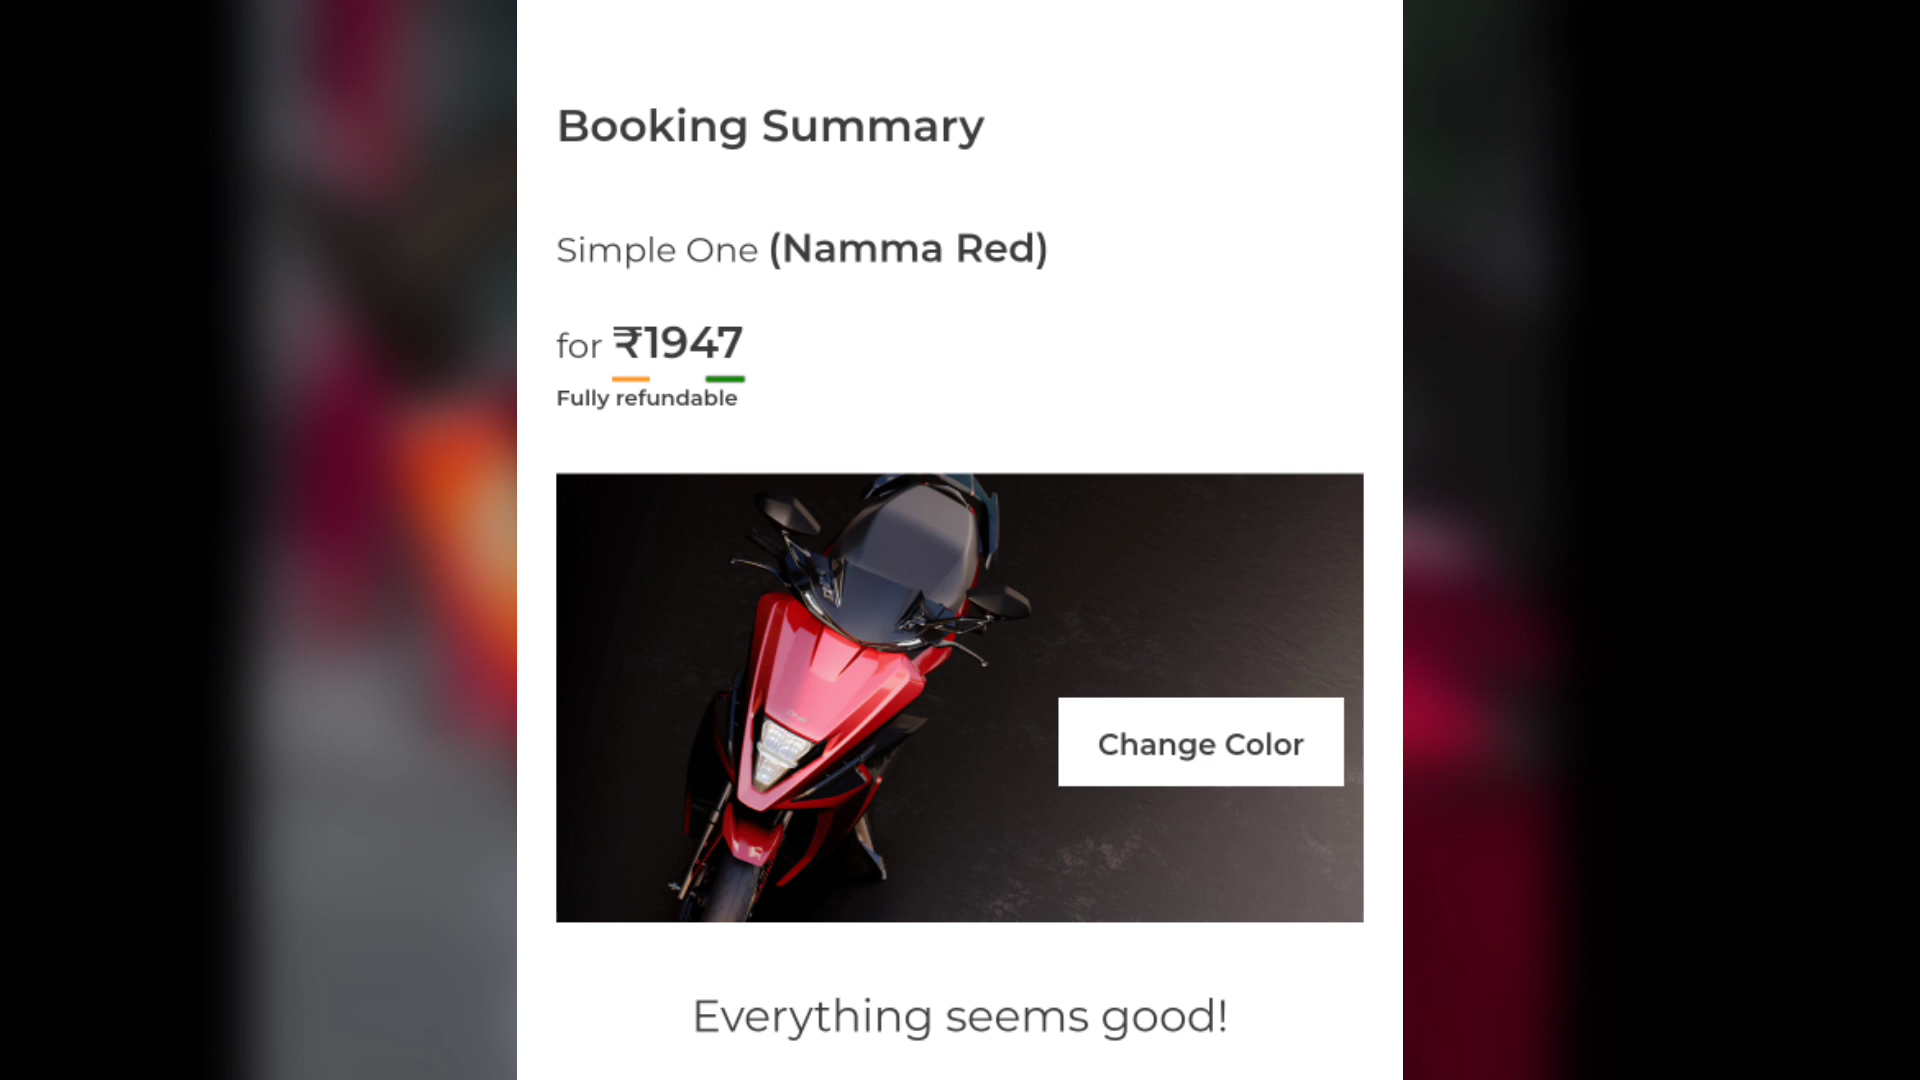 Booking Summary
Simple One (Namma Red)
for ₹1947
Fully refundable
Change Color
Everything seems good!